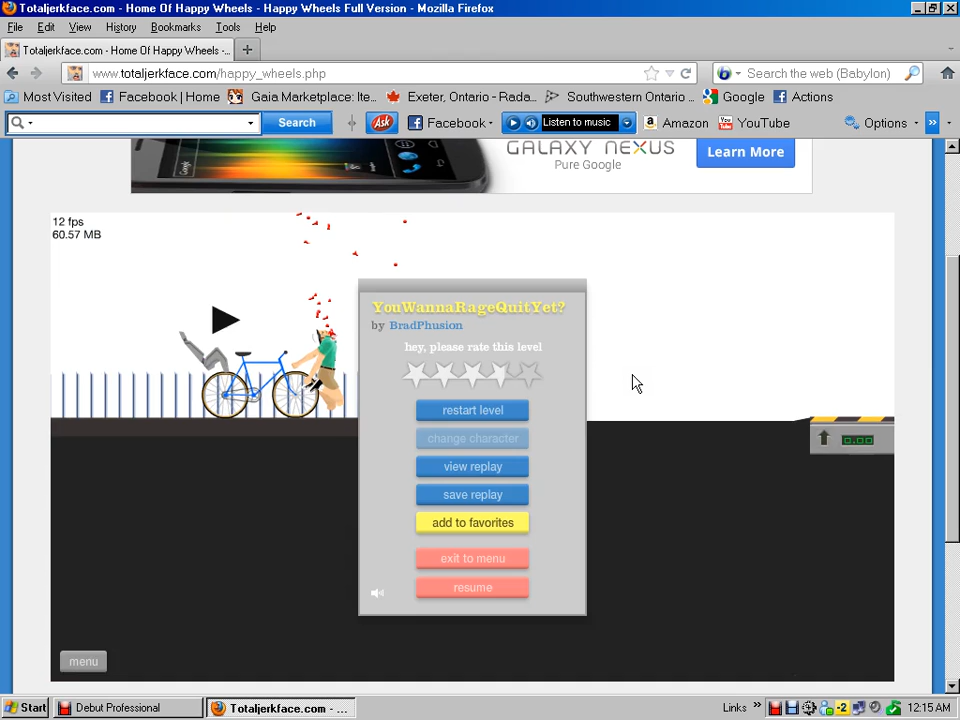 Totaljerkface.com - Home Of Happy Wheels - Happy Wheels Full Version - Mozilla Firefox
File Edit View History Bookmarks Tools Help
Totaljerkface.com - Home Of Happy Wheels -...
www.totaljerkface.com/happy_wheels.php
Search the web (Babylon)
Most Visited Facebook | Home Gaia Marketplace: Ite... Exeter, Ontario - Rada... Southwestern Ontario ... Google Actions
Search Ask Facebook Listen to music Amazon YouTube Options »
GALAXY NEXUS
Pure Google
Learn More
12 fps
60.57 MB
YouWannaRageQuitYet?
by BradPhusion
hey, please rate this level
restart level
change character
view replay
save replay
add to favorites
exit to menu
resume
0.00
menu
Start Debut Professional Totaljerkface.com - ... Links » -2 12:15 AM